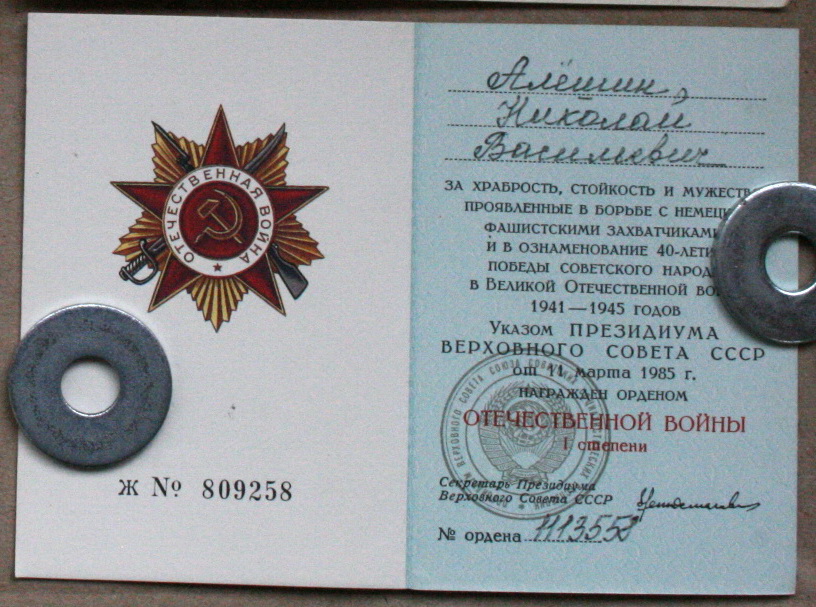 ОТЕЧЕСТВЕННАЯ ВОЙНА
Ж № 809258
Алёшин,
Николай
Васильевич
ЗА ХРАБРОСТЬ, СТОЙКОСТЬ И МУЖЕСТВ
ПРОЯВЛЕННЫЕ В БОРЬБЕ С НЕМЕЦ
ФАШИСТСКИМИ ЗАХВАТЧИКАМ
И В ОЗНАМЕНОВАНИЕ 40-ЛЕТИ
ПОБЕДЫ СОВЕТСКОГО НАРОД
В ВЕЛИКОЙ ОТЕЧЕСТВЕННОЙ ВО
1941—1945 ГОДОВ
УКАЗОМ ПРЕЗИДИУМА
ВЕРХОВНОГО СОВЕТА СССР
от 11 марта 1985 г.
НАГРАЖДЕН ОРДЕНОМ
ОТЕЧЕСТВЕННОЙ ВОЙНЫ
I степени
Секретарь Президиума
Верховного Совета СССР
№ ордена 1113553